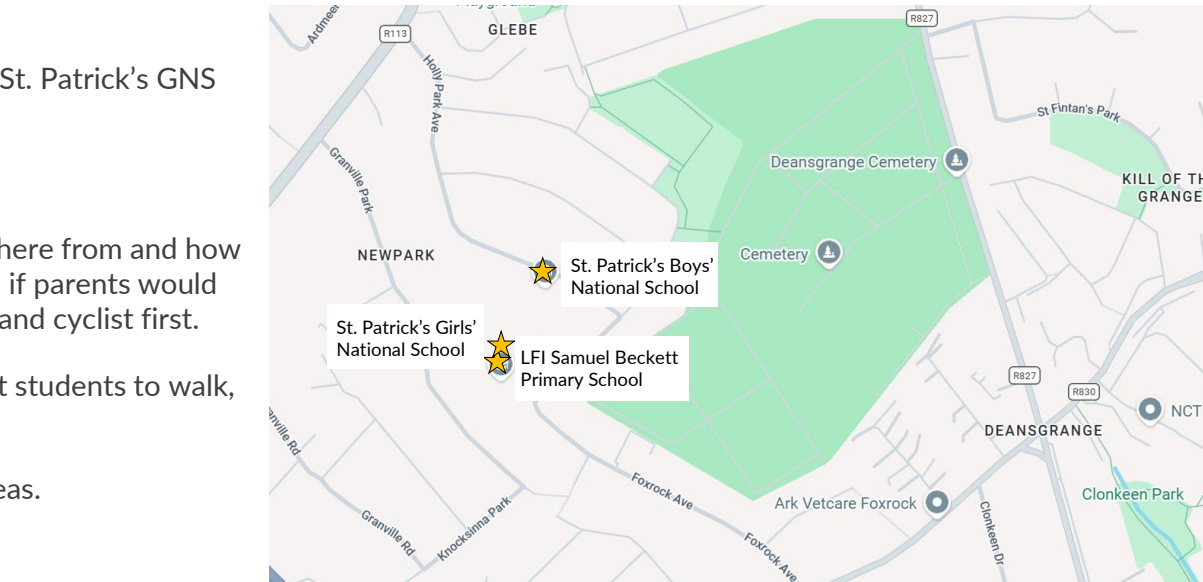 St. Patrick's GNS
here from and how
if parents would
and cyclist first.
t students to walk,
eas.
Playground
GLEBE
R113
R827
Ardmee
Holly Park Ave
Granville Park
St Fintan's Park
Deansgrange Cemetery
KILL OF TH
GRANGE
NEWPARK
Cemetery
St. Patrick's Boys'
National School
St. Patrick's Girls'
National School
LFI Samuel Beckett
Primary School
R827
R830
NCT
DEANSGRANGE
anville Rd
Foxrock Ave
Ark Vetcare Foxrock
Clonkeen Park
Granville Rd
Knocksinna Park
Foxrock Ave
Clonkeen Dr